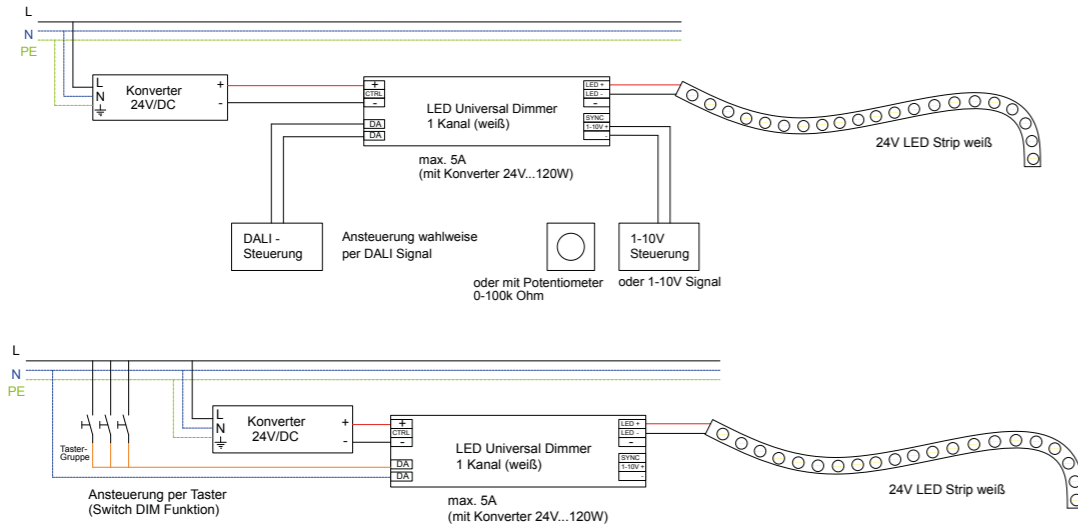 L
N
PE
L
N
Konverter
24V/DC
+
-
+
CTRL
-
DA
DA
LED Universal Dimmer
1 Kanal (weiß)
LED +
LED -
-
SYNC
1-10V +
-
24V LED Strip weiß
max. 5A
(mit Konverter 24V...120W)
DALI -
Steuerung
Ansteuerung wahlweise
per DALI Signal
oder mit Potentiometer
0-100k Ohm
1-10V
Steuerung
oder 1-10V Signal
L
N
PE
Taster-
Gruppe
L
N
Konverter
24V/DC
+
-
+
CTRL
-
DA
DA
LED Universal Dimmer
1 Kanal (weiß)
LED +
LED -
-
SYNC
1-10V +
-
24V LED Strip weiß
Ansteuerung per Taster
(Switch DIM Funktion)
max. 5A
(mit Konverter 24V...120W)